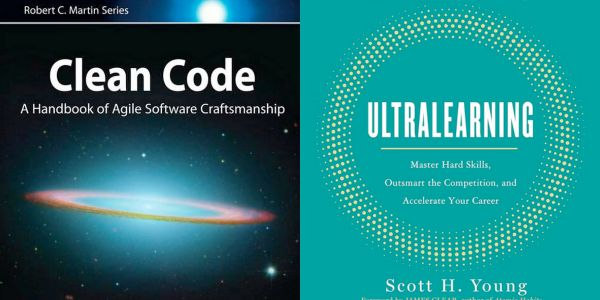 Robert C. Martin Series
Clean Code
A Handbook of Agile Software Craftsmanship
ULTRALEARNING
Master Hard Skills,
Outsmart the Competition, and
Accelerate Your Career
Scott H. Young